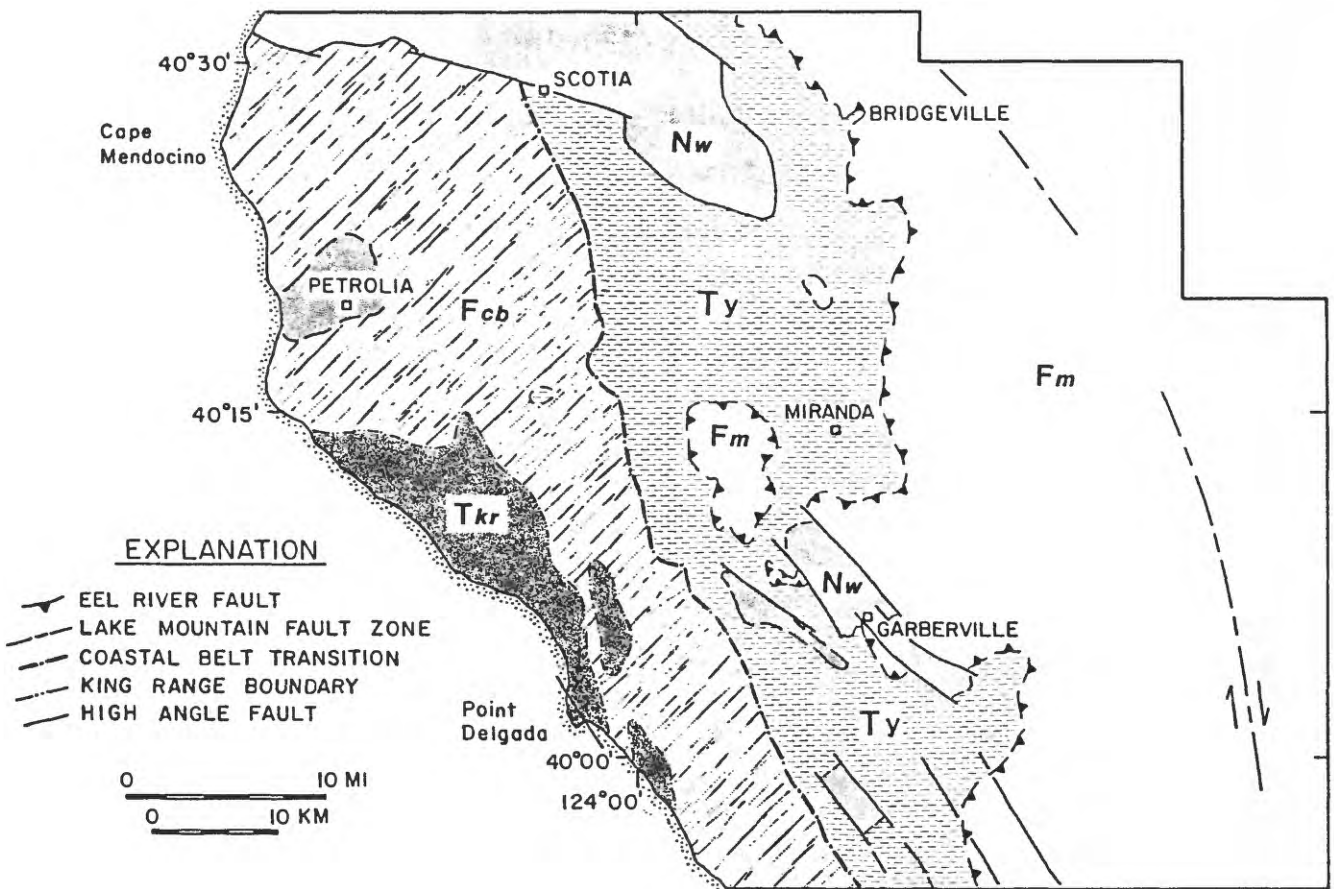 40°30'
SCOTIA
BRIDGEVILLE
Cape
Mendocino
Nw
PETROLIA
Fcb
Ty
Fm
40°15'
MIRANDA
Fm
Tkr
EXPLANATION
EEL RIVER FAULT
LAKE MOUNTAIN FAULT ZONE
COASTAL BELT TRANSITION
KING RANGE BOUNDARY
HIGH ANGLE FAULT
Nw
GARBERVILLE
Point
Delgada
Ty
40°00'
124°00'
0 10 MI
0 10 KM